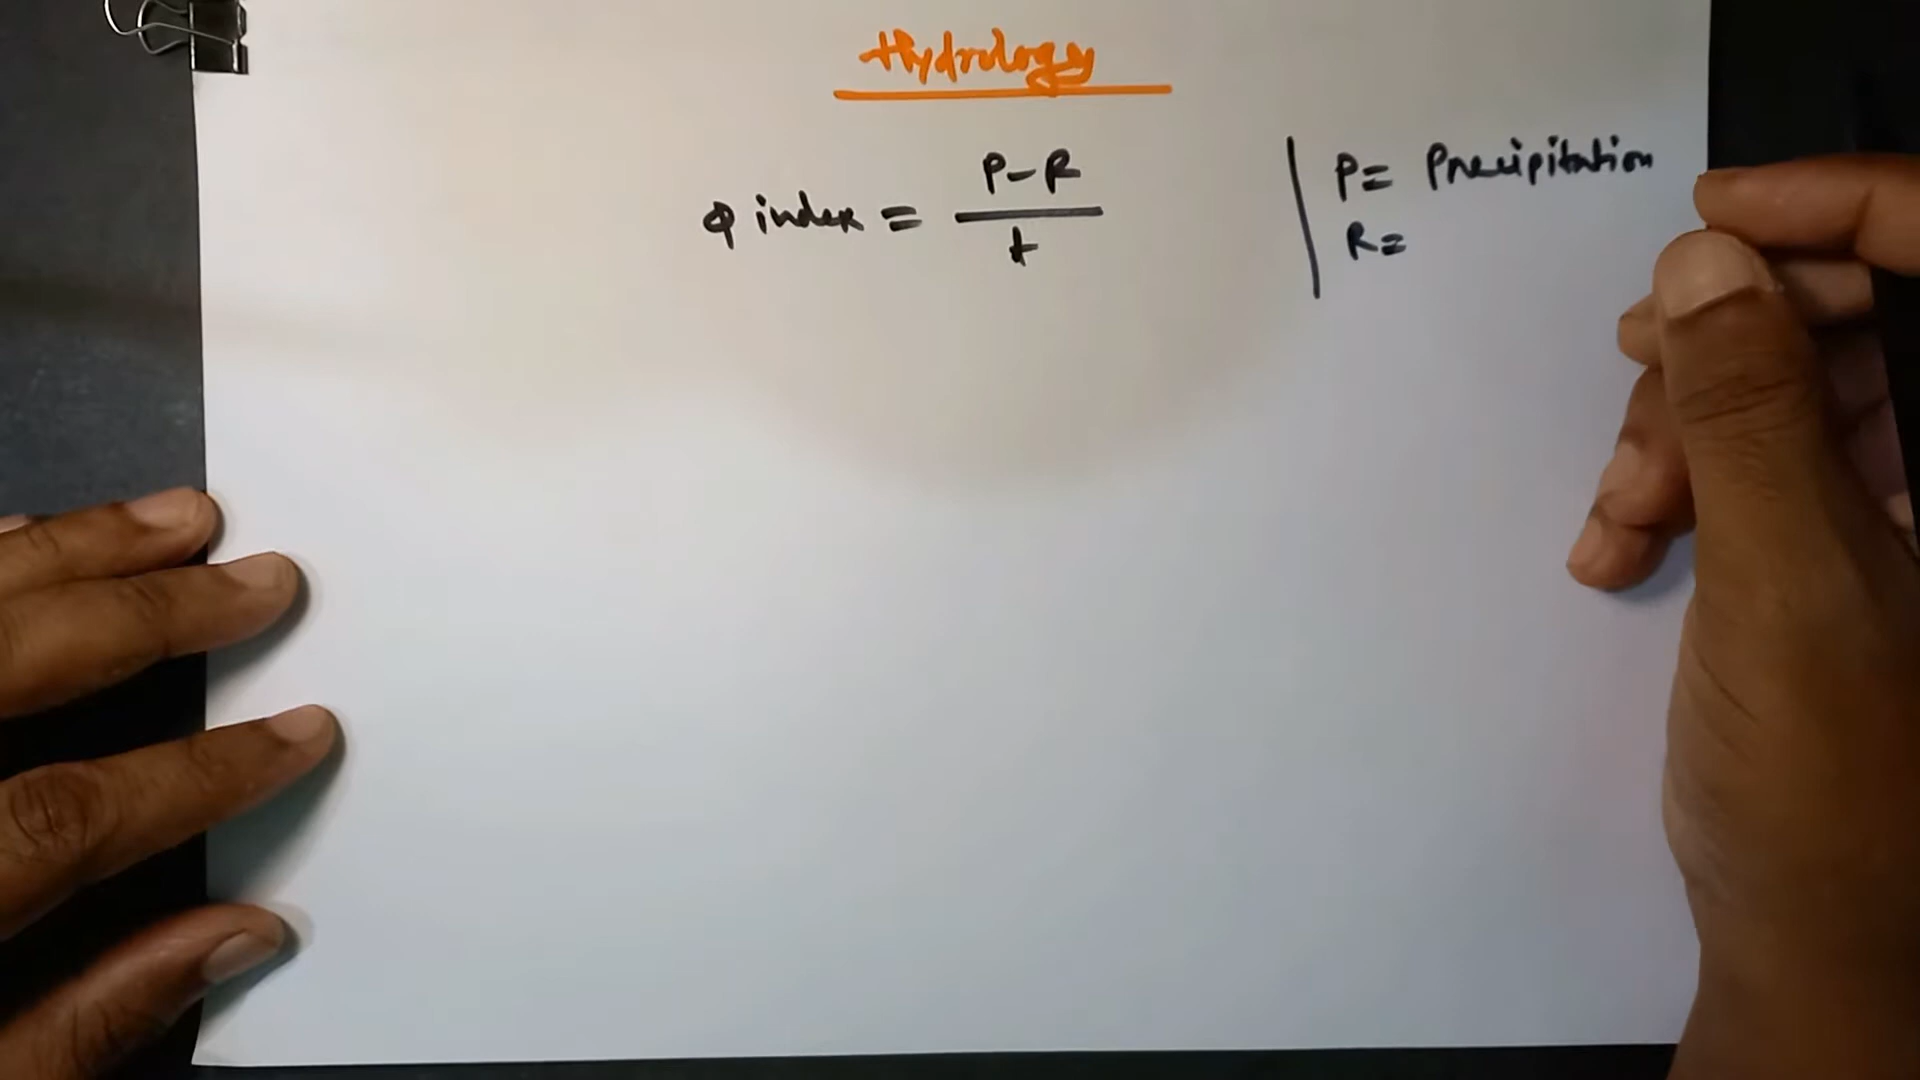 Hydrology
φ index = P-R / t
P= Precipitation
R=